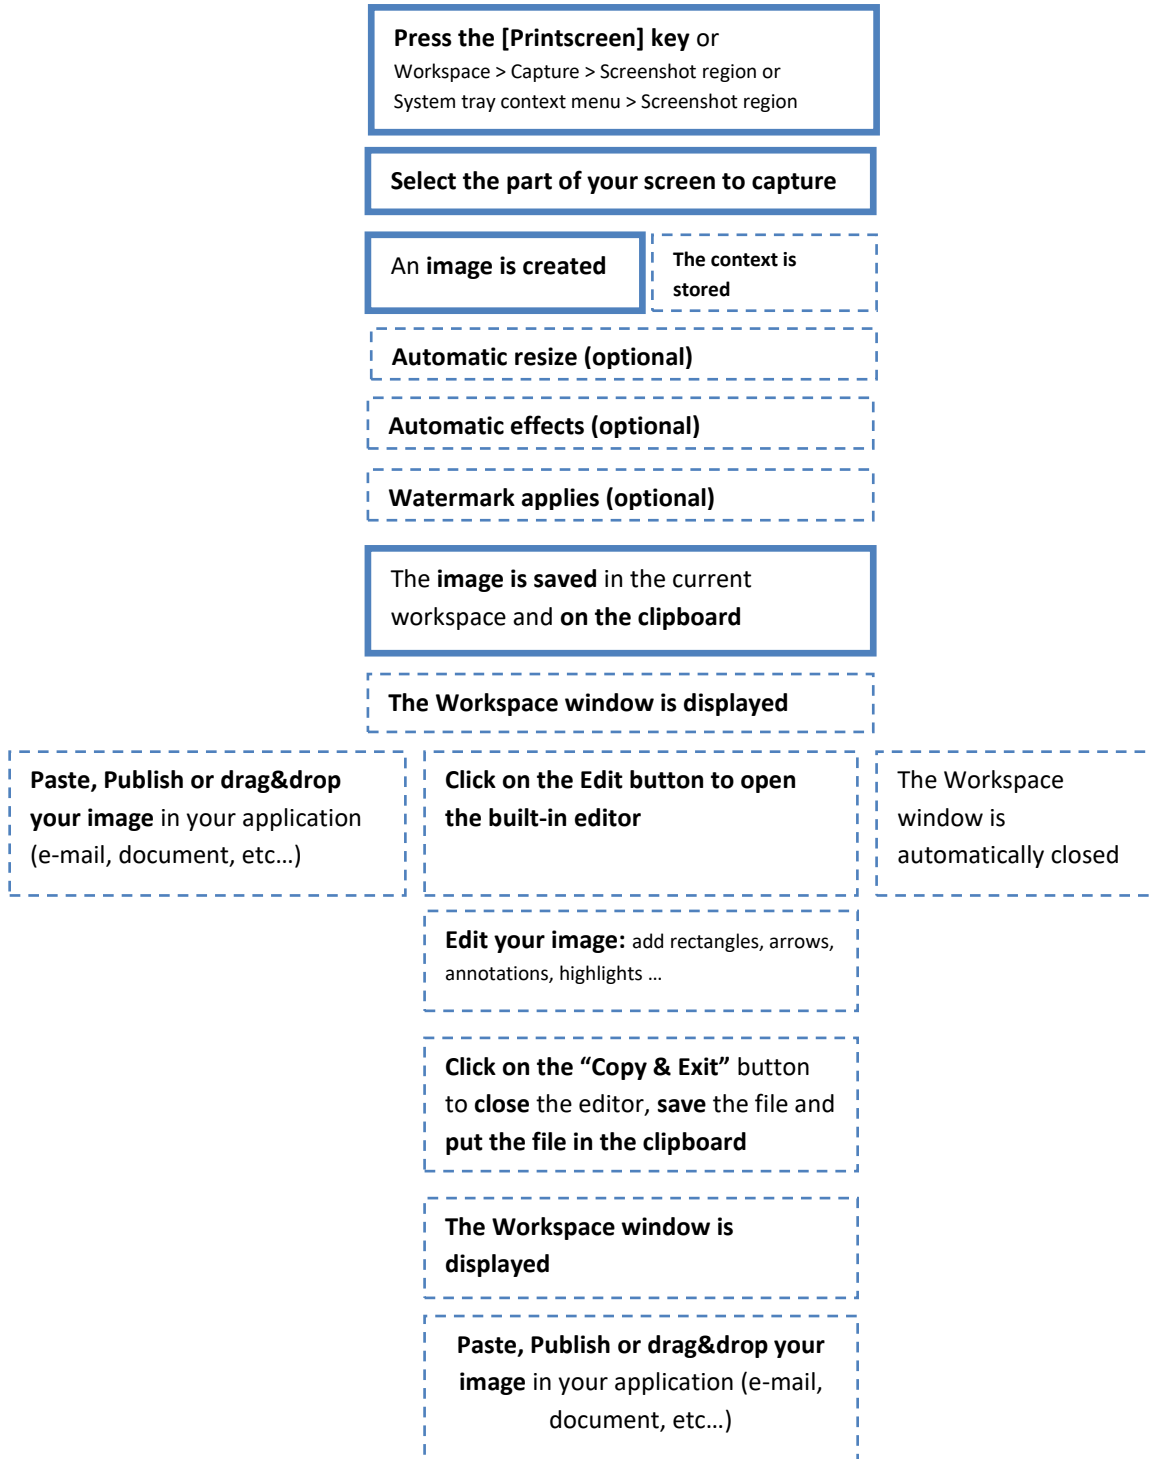 Press the [Printscreen] key or
Workspace > Capture > Screenshot region or
System tray context menu > Screenshot region
Select the part of your screen to capture
An image is created
The context is
stored
Automatic resize (optional)
Automatic effects (optional)
Watermark applies (optional)
The image is saved in the current
workspace and on the clipboard
The Workspace window is displayed
Paste, Publish or drag&drop
your image in your application
(e-mail, document, etc…)
Click on the Edit button to open
the built-in editor
The Workspace
window is
automatically closed
Edit your image: add rectangles, arrows,
annotations, highlights …
Click on the “Copy & Exit” button
to close the editor, save the file and
put the file in the clipboard
The Workspace window is
displayed
Paste, Publish or drag&drop your
image in your application (e-mail,
document, etc…)